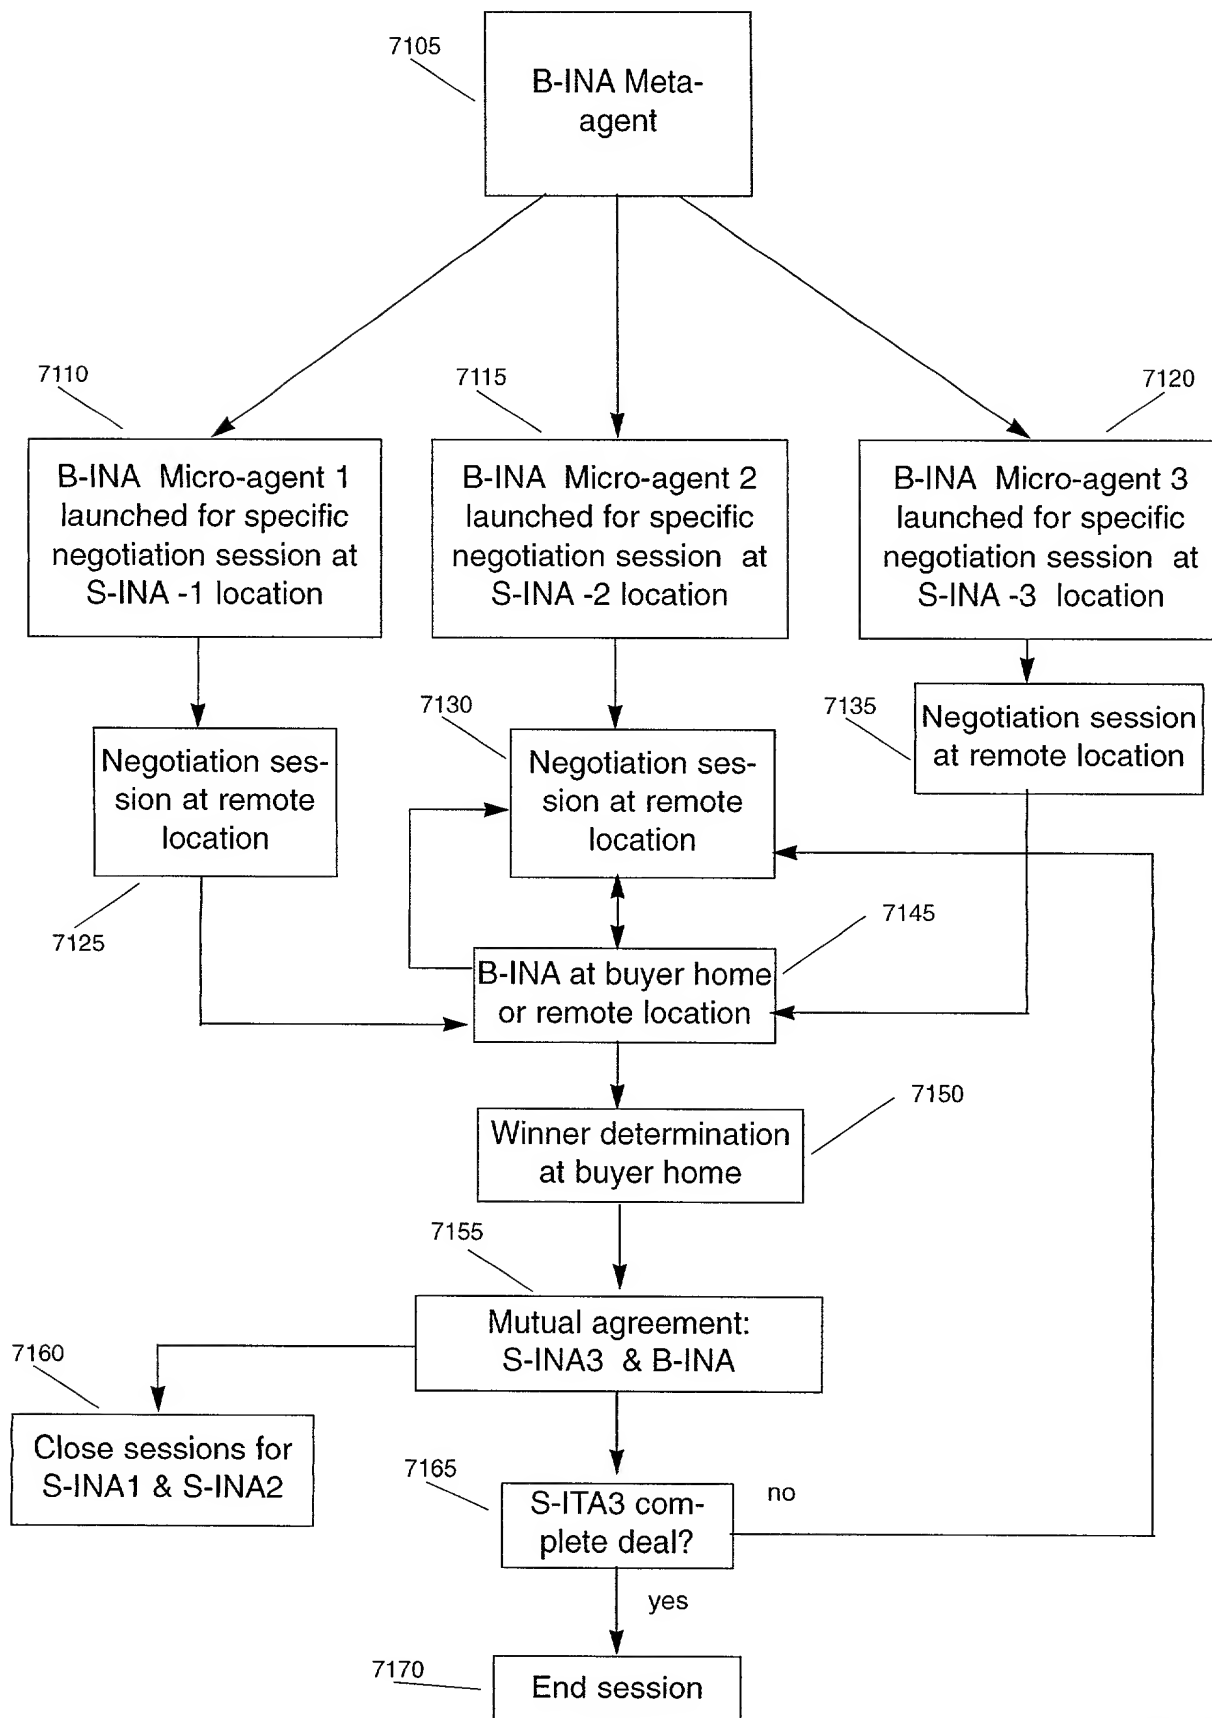 7105
B-INA Meta-
agent
7110
7115
7120
B-INA Micro-agent 1
launched for specific
negotiation session at
S-INA -1 location
B-INA Micro-agent 2
launched for specific
negotiation session at
S-INA -2 location
B-INA Micro-agent 3
launched for specific
negotiation session at
S-INA -3 location
7130
7135
Negotiation ses-
sion at remote
location
Negotiation ses-
sion at remote
location
Negotiation session
at remote location
7125
7145
B-INA at buyer home
or remote location
7150
Winner determination
at buyer home
7155
Mutual agreement:
S-INA3 & B-INA
7160
Close sessions for
S-INA1 & S-INA2
7165
S-ITA3 com-
plete deal?
no
yes
7170
End session